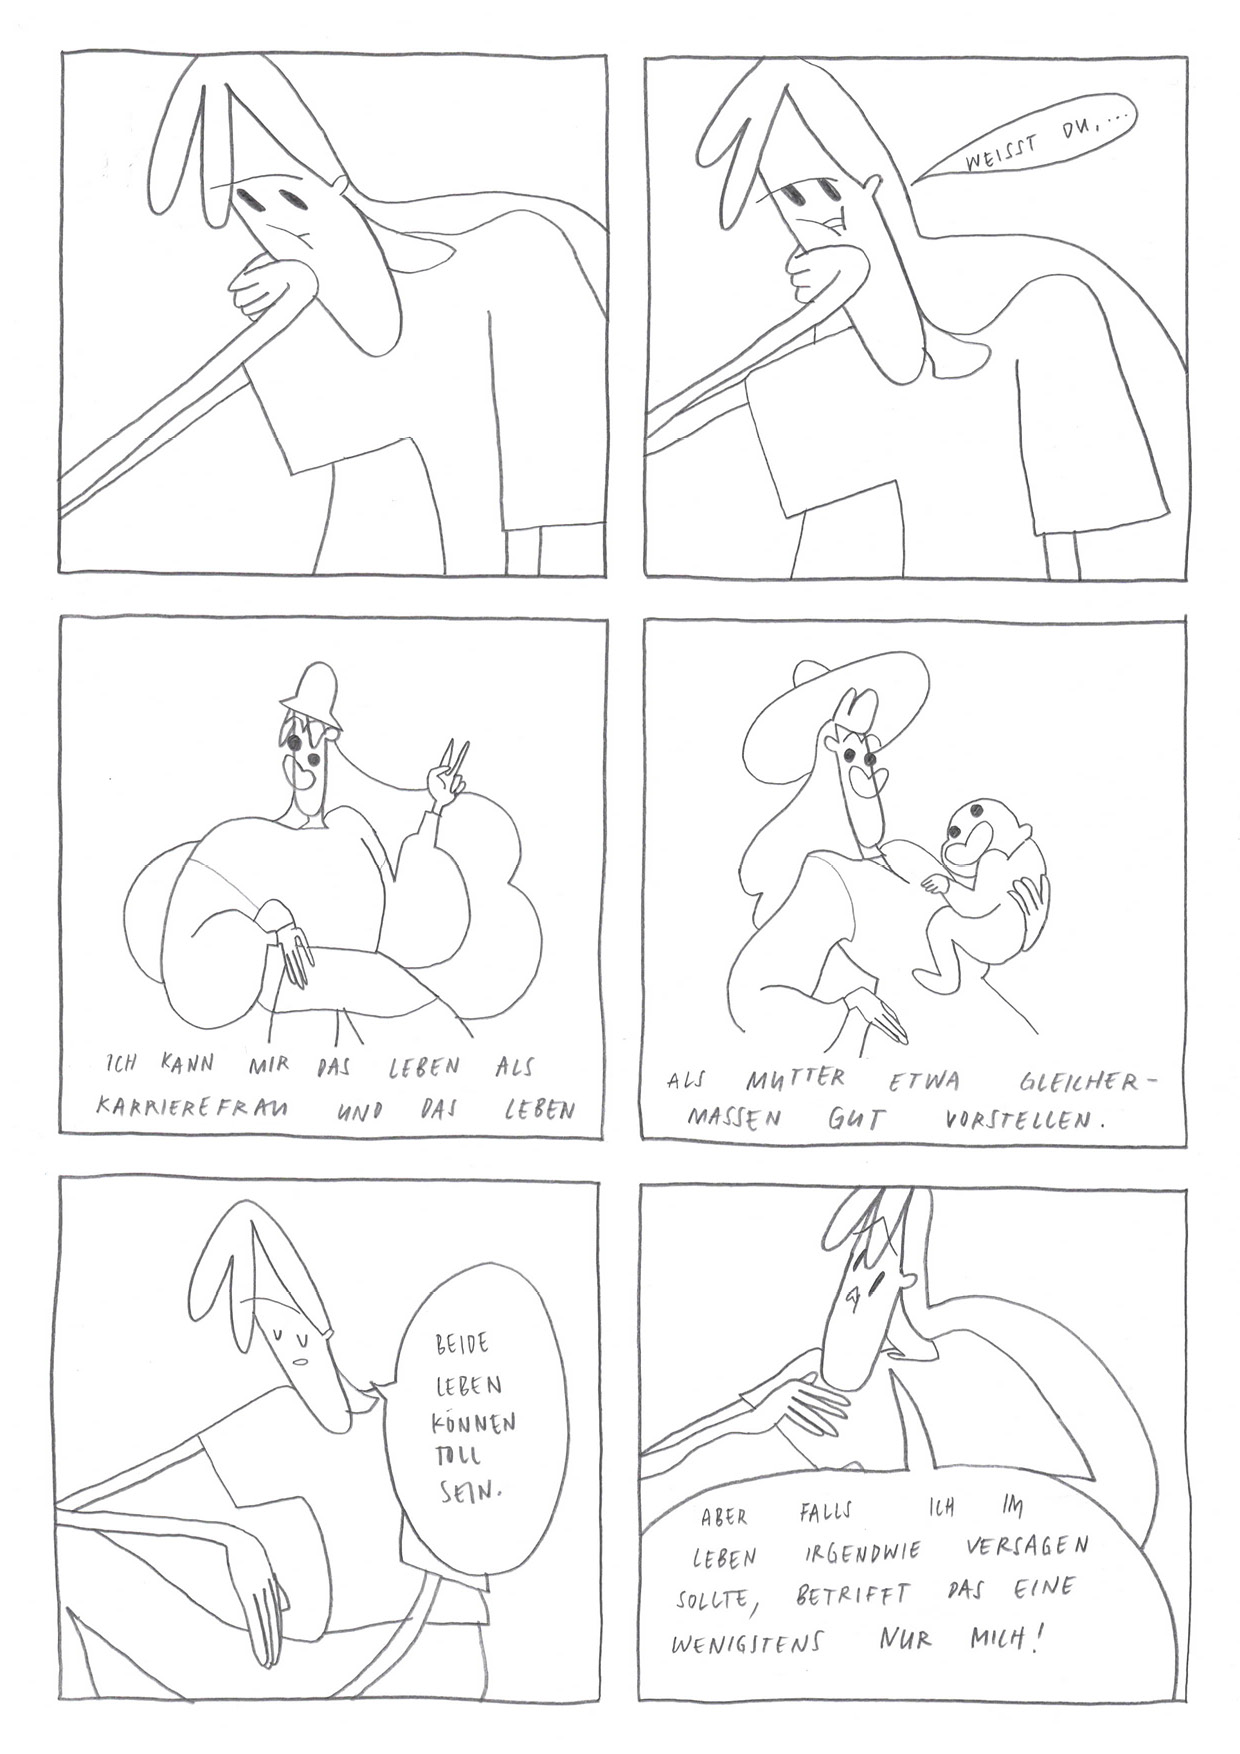 WEISST DU,...
ICH KANN MIR DAS LEBEN ALS
KARRIEREFRAU UND DAS LEBEN
ALS MUTTER ETWA GLEICHER-
MASSEN GUT VORSTELLEN.
BEIDE
LEBEN
KÖNNEN
TOLL
SEIN.
ABER FALLS ICH IM
LEBEN IRGENDWIE VERSAGEN
SOLLTE, BETRIFFT DAS EINE
WENIGSTENS NUR MICH!